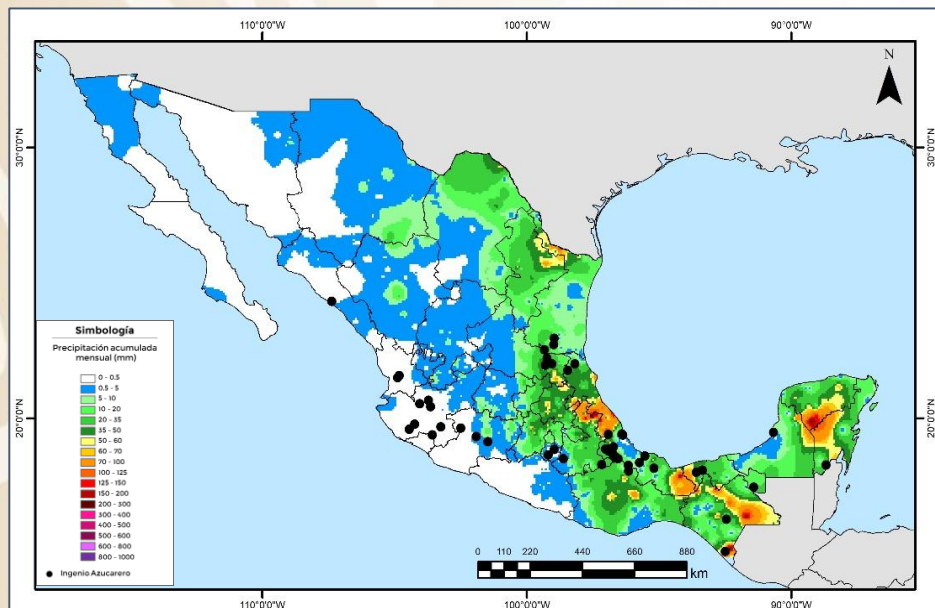 110°0'0"W 100°0'0"W 90°0'0"W
N
30°0'0"N 30°0'0"N
20°0'0"N 20°0'0"N
Simbología
Precipitación acumulada
mensual (mm)
0 - 0.5
0.5 - 5
5 - 10
10 - 20
20 - 35
35 - 50
50 - 60
60 - 70
70 - 100
100 - 125
125 - 150
150 - 200
200 - 300
300 - 400
400 - 500
500 - 600
600 - 800
800 - 1000
Ingenio Azucarero
0 110 220 440 660 880
km
110°0'0"W 100°0'0"W 90°0'0"W